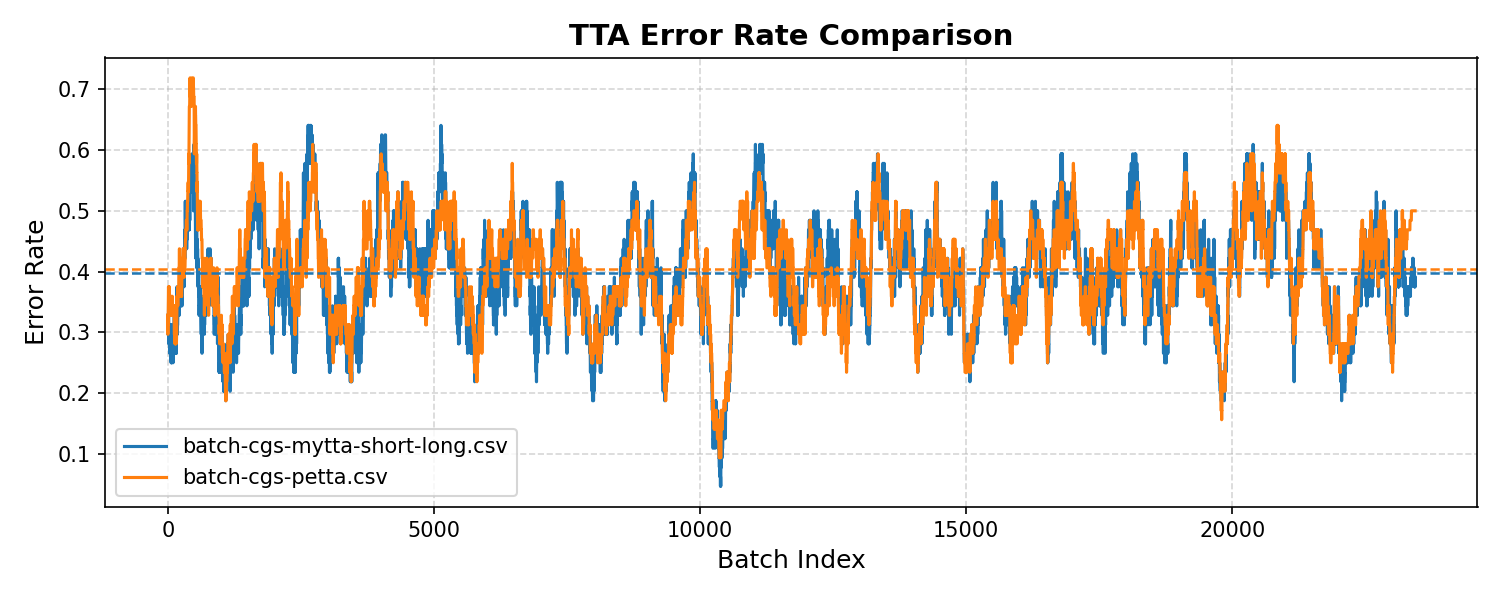 TTA Error Rate Comparison
Error Rate
0.7
0.6
0.5
0.4
0.3
0.2
0.1
batch-cgs-mytta-short-long.csv
batch-cgs-petta.csv
0 5000 10000 15000 20000
Batch Index